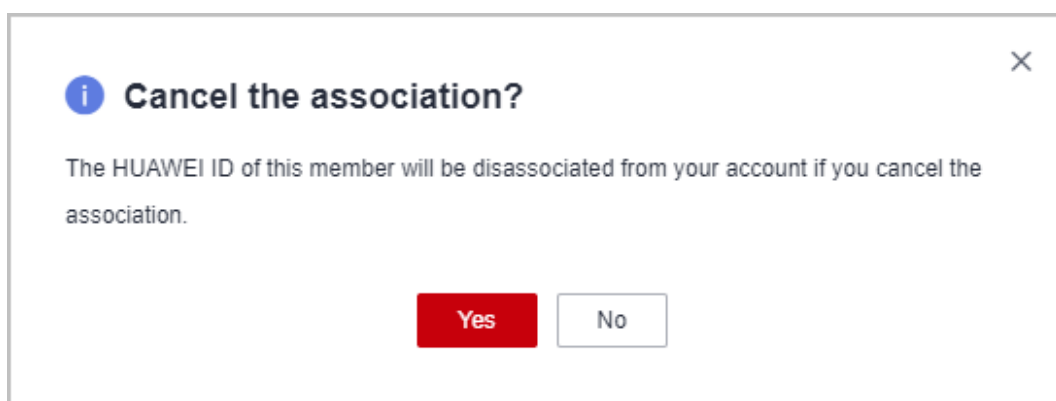 Cancel the association?
The HUAWEI ID of this member will be disassociated from your account if you cancel the
association.
Yes
No